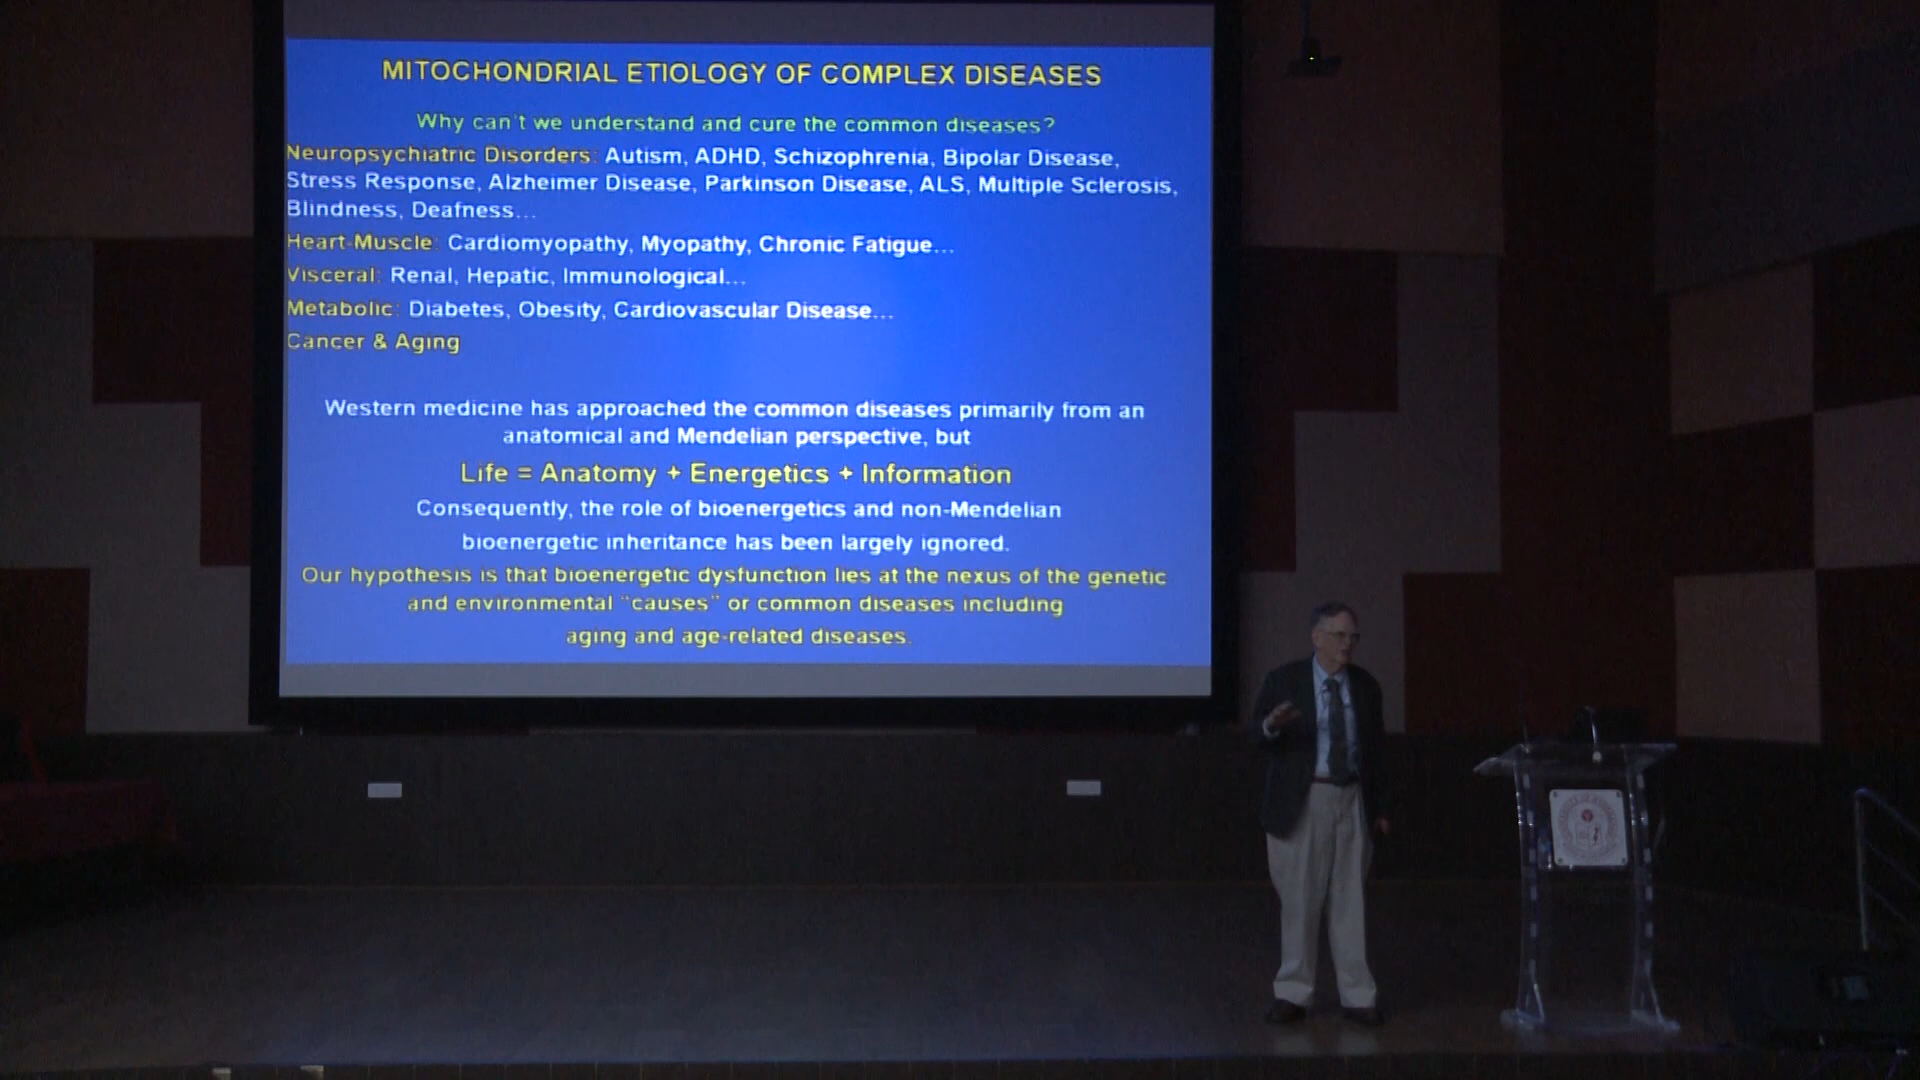 MITOCHONDRIAL ETIOLOGY OF COMPLEX DISEASES
Why can't we understand and cure the common diseases?
Neuropsychiatric Disorders: Autism, ADHD, Schizophrenia, Bipolar Disease,
Stress Response, Alzheimer Disease, Parkinson Disease, ALS, Multiple Sclerosis,
Blindness, Deafness...
Heart-Muscle: Cardiomyopathy, Myopathy, Chronic Fatigue...
Visceral: Renal, Hepatic, Immunological...
Metabolic: Diabetes, Obesity, Cardiovascular Disease...
Cancer & Aging
Western medicine has approached the common diseases primarily from an
anatomical and Mendelian perspective, but
Life = Anatomy + Energetics + Information
Consequently, the role of bioenergetics and non-Mendelian
bioenergetic inheritance has been largely ignored.
Our hypothesis is that bioenergetic dysfunction lies at the nexus of the genetic
and environmental "causes" or common diseases including
aging and age-related diseases.